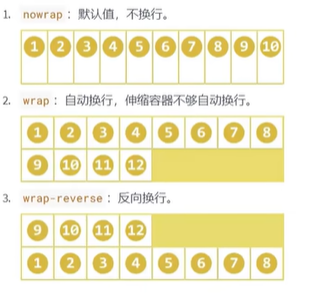 1. nowrap：默认值，不换行。
1 2 3 4 5 6 7 8 9 10
2. wrap：自动换行，伸缩容器不够自动换行。
1 2 3 4 5 6 7 8
9 10 11 12
3. wrap-reverse：反向换行。
9 10 11 12
1 2 3 4 5 6 7 8